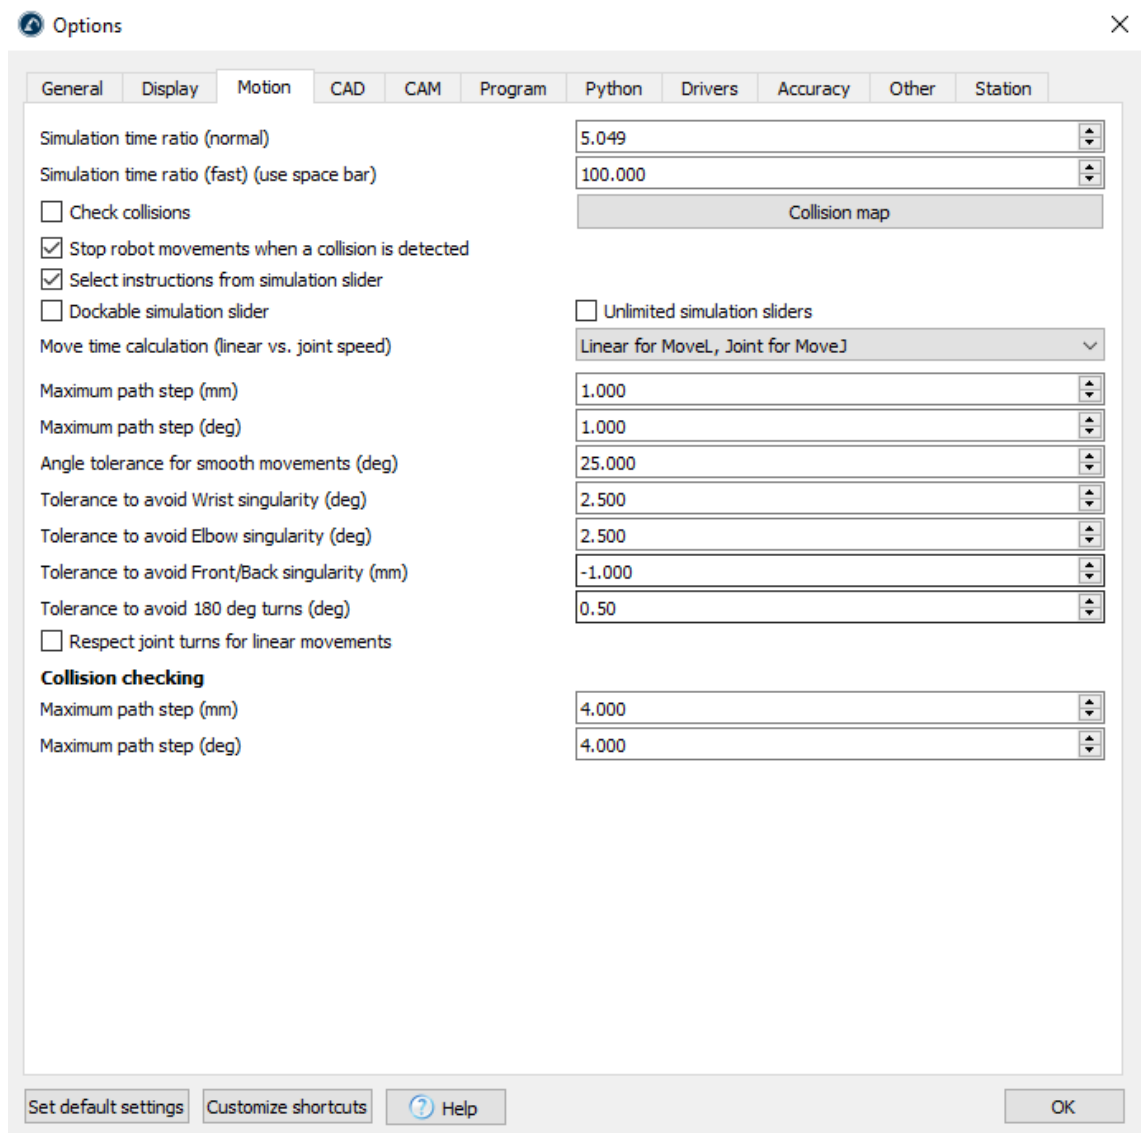 Options
General Display Motion CAD CAM Program Python Drivers Accuracy Other Station
Simulation time ratio (normal) 5.049
Simulation time ratio (fast) (use space bar) 100.000
Check collisions Collision map
Stop robot movements when a collision is detected
Select instructions from simulation slider
Dockable simulation slider Unlimited simulation sliders
Move time calculation (linear vs. joint speed) Linear for MoveL, Joint for MoveJ
Maximum path step (mm) 1.000
Maximum path step (deg) 1.000
Angle tolerance for smooth movements (deg) 25.000
Tolerance to avoid Wrist singularity (deg) 2.500
Tolerance to avoid Elbow singularity (deg) 2.500
Tolerance to avoid Front/Back singularity (mm) -1.000
Tolerance to avoid 180 deg turns (deg) 0.50
Respect joint turns for linear movements
Collision checking
Maximum path step (mm) 4.000
Maximum path step (deg) 4.000
Set default settings Customize shortcuts ? Help OK